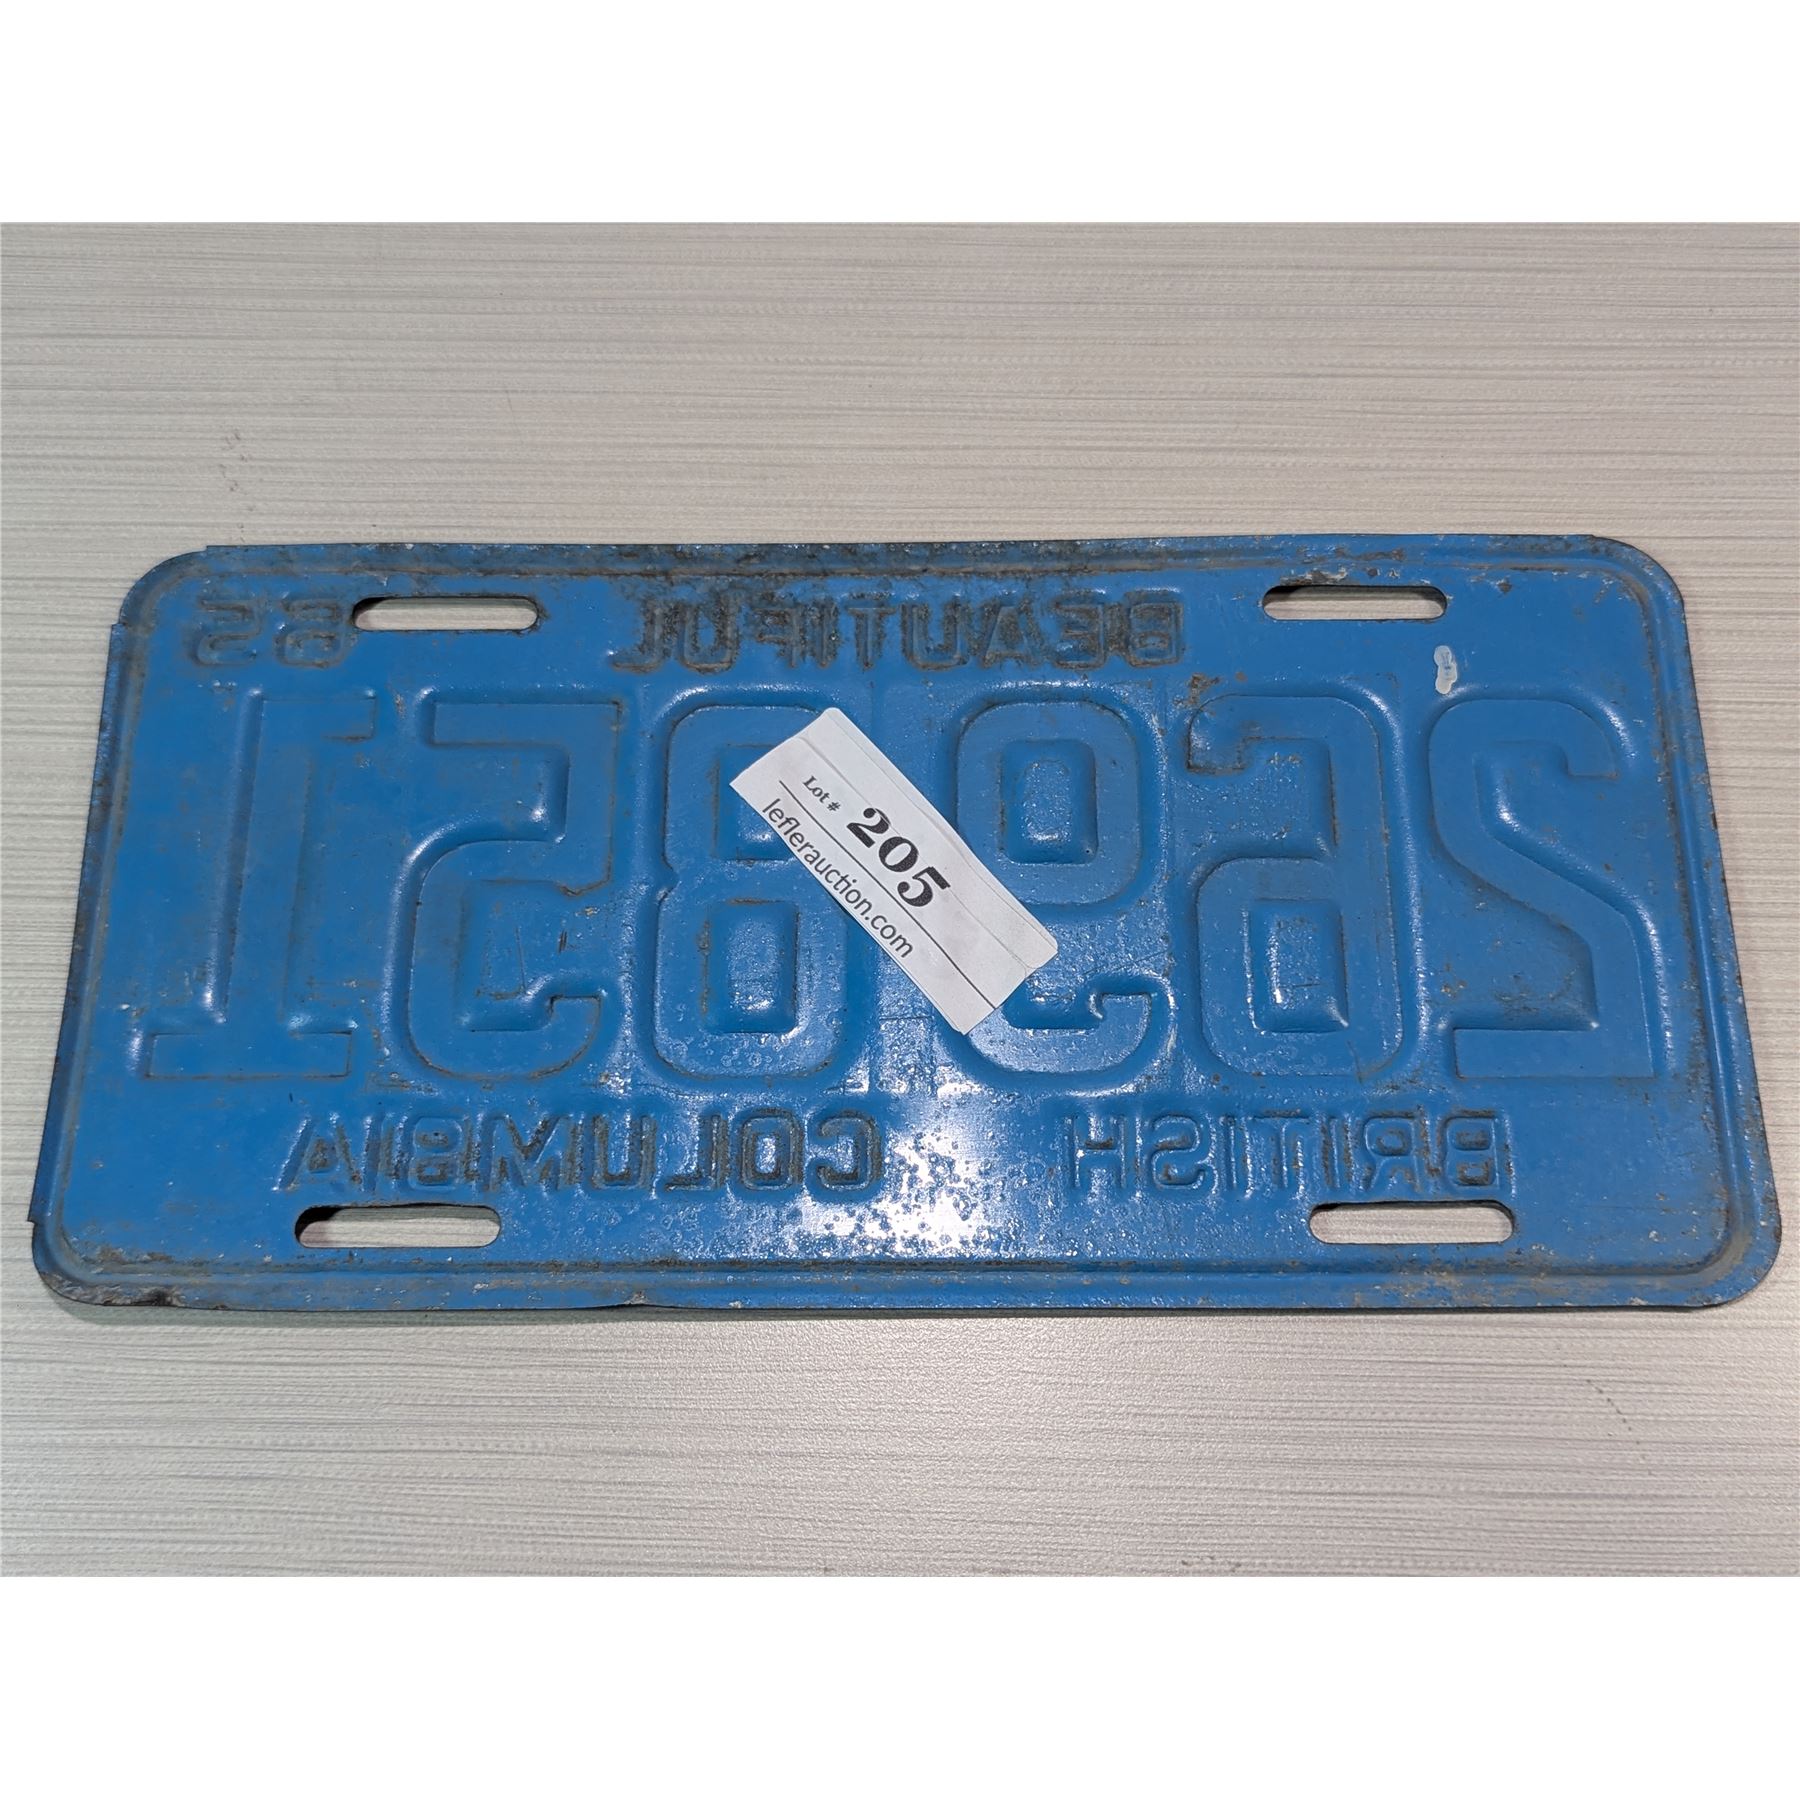 BEAUTIFUL 65
269851
BRITISH COLUMBIA
Lot # 205
leflerauction.com